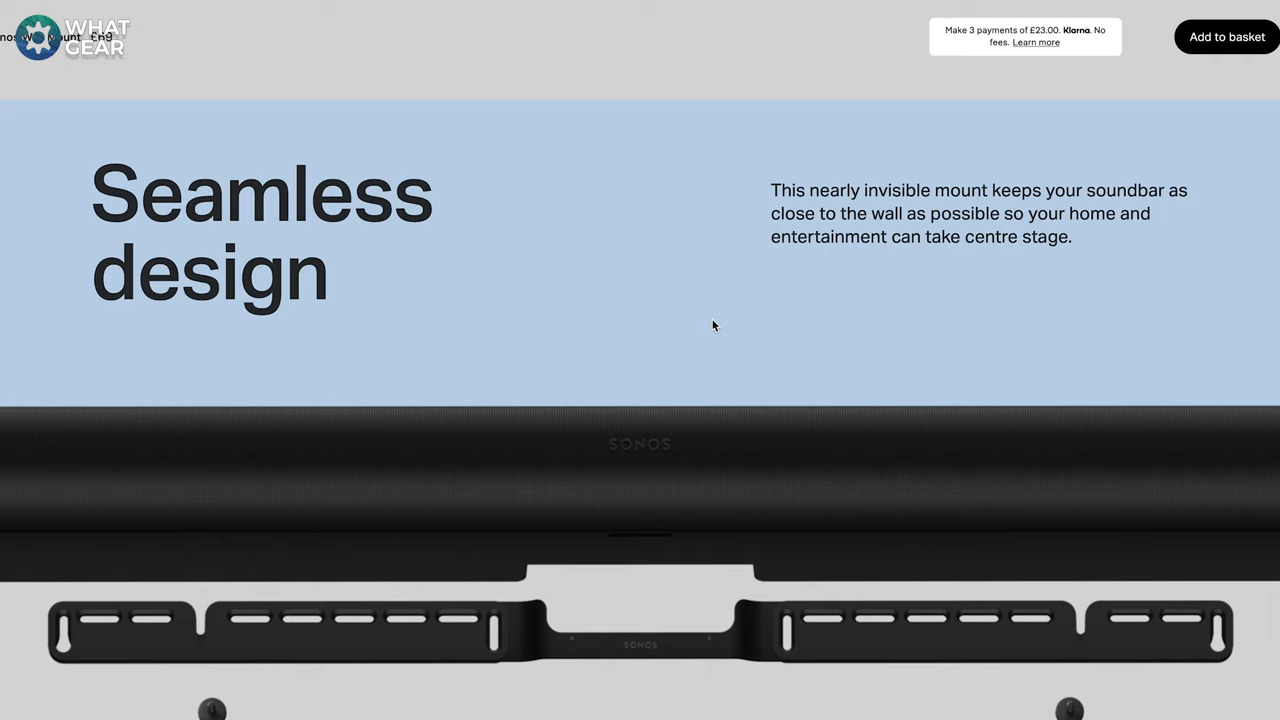 WHAT
GEAR
£69
Make 3 payments of £23.00. Klarna. No
fees. Learn more
Add to basket
Seamless
design
This nearly invisible mount keeps your soundbar as
close to the wall as possible so your home and
entertainment can take centre stage.
SONOS
SONOS